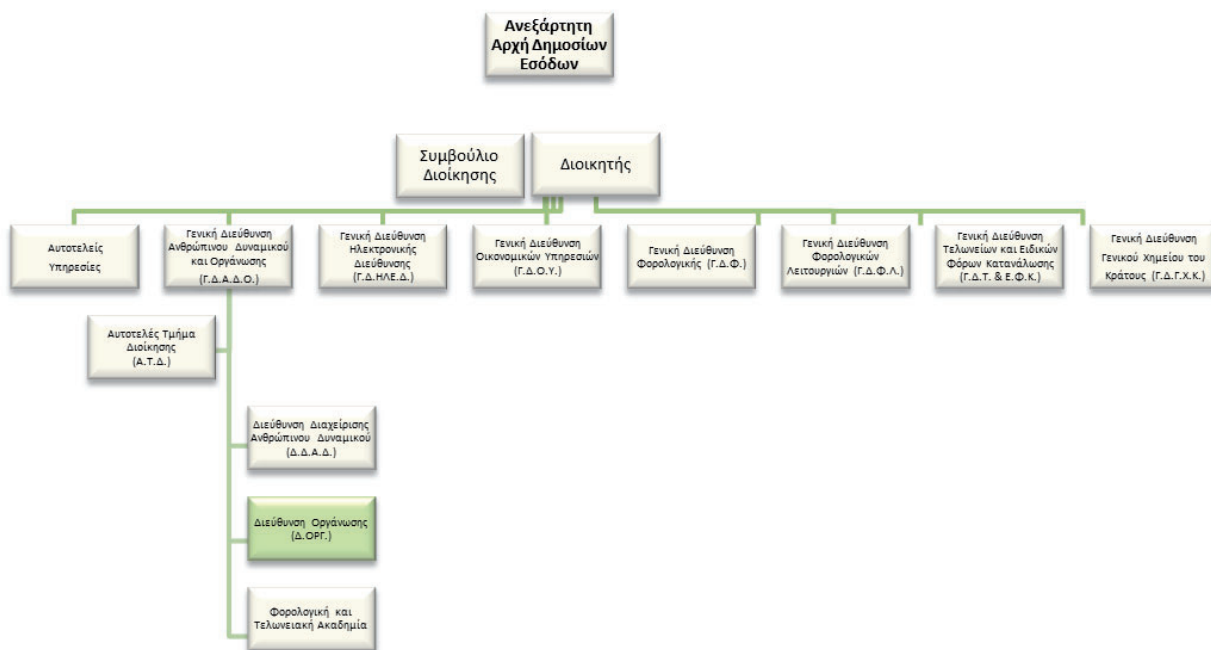 Ανεξάρτητη
Αρχή Δημοσίων
Εσόδων
Συμβούλιο
Διοίκησης
Διοικητής
Αυτοτελείς
Υπηρεσίες
Γενική Διεύθυνση
Ανθρώπινου Δυναμικού
και Οργάνωσης
(Γ.Δ.Α.Δ.Ο.)
Γενική Διεύθυνση
Ηλεκτρονικής
Διεύθυνσης
(Γ.Δ.ΗΛΕ.Δ.)
Γενική Διεύθυνση
Οικονομικών Υπηρεσιών
(Γ.Δ.Ο.Υ.)
Γενική Διεύθυνση
Φορολογικής (Γ.Δ.Φ.)
Γενική Διεύθυνση
Φορολογικών
Λειτουργιών (Γ.Δ.Φ.Λ.)
Γενική Διεύθυνση
Τελωνείων και Ειδικών
Φόρων Κατανάλωσης
(Γ.Δ.Τ. & Ε.Φ.Κ.)
Γενική Διεύθυνση
Γενικού Χημείου του
Κράτους (Γ.Δ.Γ.Χ.Κ.)
Αυτοτελές Τμήμα
Διοίκησης
(Α.Τ.Δ.)
Διεύθυνση Διαχείρισης
Ανθρώπινου Δυναμικού
(Δ.Δ.Α.Δ.)
Διεύθυνση Οργάνωσης
(Δ.ΟΡΓ.)
Φορολογική και
Τελωνειακή Ακαδημία